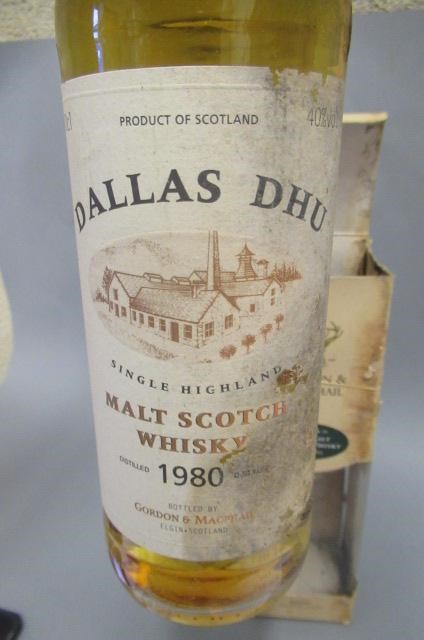 PRODUCT OF SCOTLAND
40%vol
DALLAS DHU
SINGLE HIGHLAND
MALT SCOTCH
WHISKY
DISTILLED 1980
BOTTLED BY
GORDON & MACPHAIL
ELGIN·SCOTLAND
&